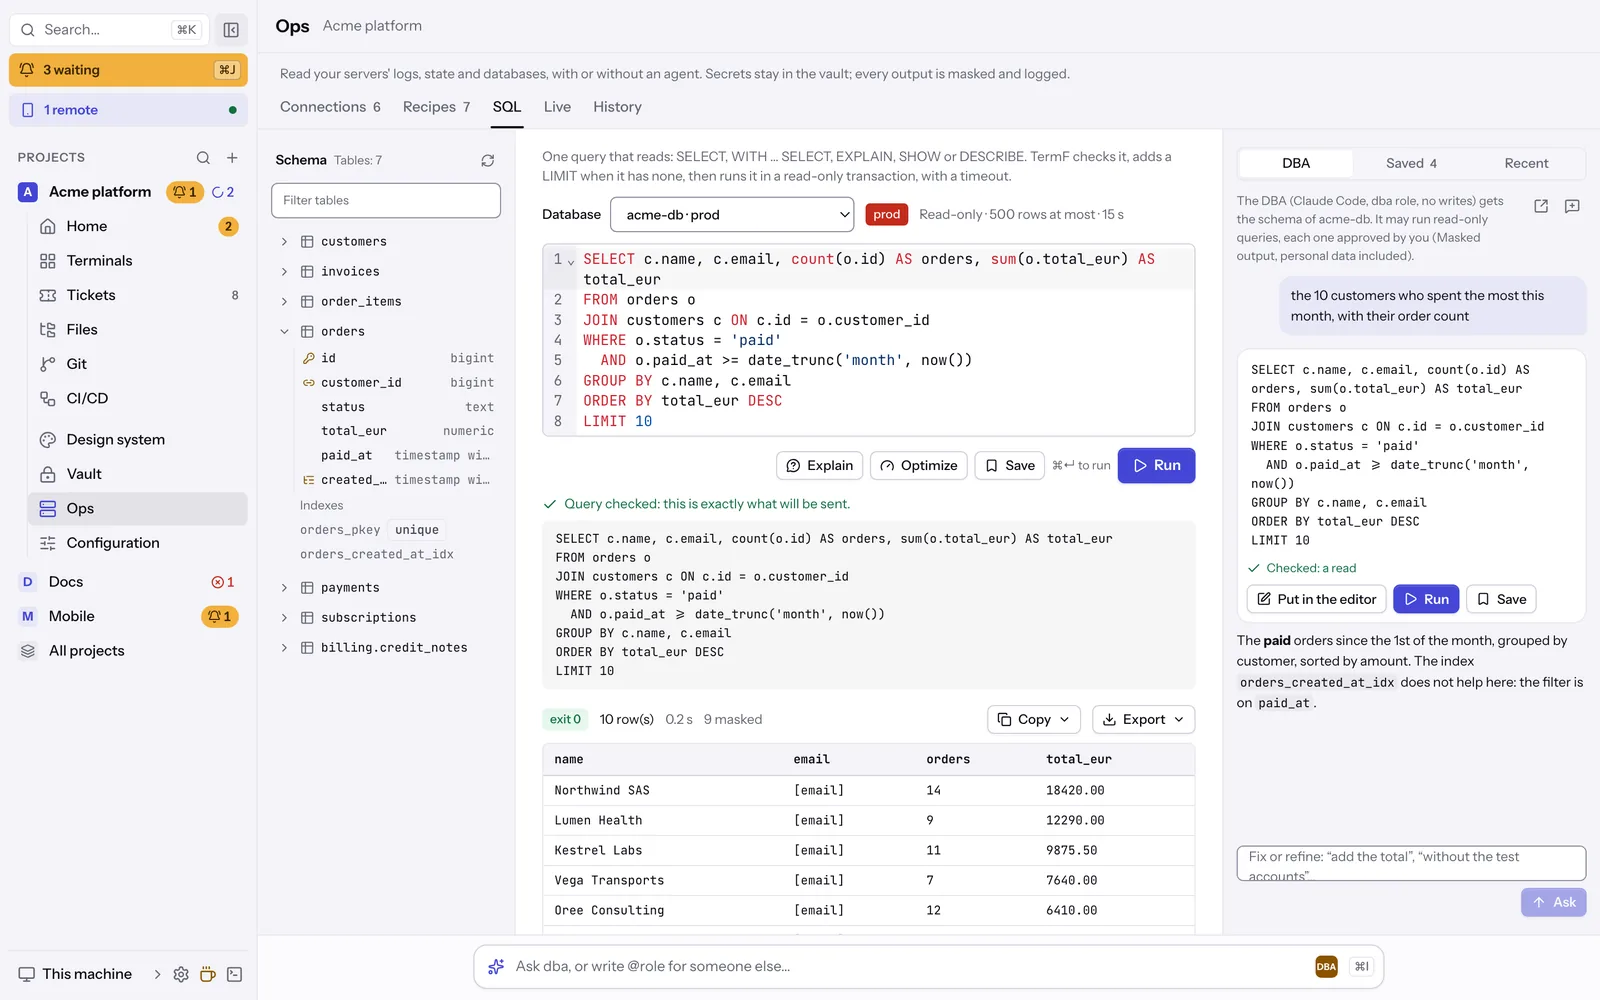 Search...
⌘K
3 waiting
⌘J
1 remote
PROJECTS
A Acme platform 1 2
Home 2
Terminals
Tickets 8
Files
Git
CI/CD
Design system
Vault
Ops
Configuration
D Docs 1
M Mobile 1
All projects
This machine
Ops Acme platform
Read your servers' logs, state and databases, with or without an agent. Secrets stay in the vault; every output is masked and logged.
Connections 6 Recipes 7 SQL Live History
Schema Tables: 7
Filter tables
customers
invoices
order_items
orders
id bigint
customer_id bigint
status text
total_eur numeric
paid_at timestamp wi…
created_… timestamp wi…
Indexes
orders_pkey unique
orders_created_at_idx
payments
subscriptions
billing.credit_notes
One query that reads: SELECT, WITH ... SELECT, EXPLAIN, SHOW or DESCRIBE. TermF checks it, adds a
LIMIT when it has none, then runs it in a read-only transaction, with a timeout.
Database acme-db · prod prod Read-only · 500 rows at most · 15 s
1 SELECT c.name, c.email, count(o.id) AS orders, sum(o.total_eur) AS
total_eur
2 FROM orders o
3 JOIN customers c ON c.id = o.customer_id
4 WHERE o.status = 'paid'
5 AND o.paid_at >= date_trunc('month', now())
6 GROUP BY c.name, c.email
7 ORDER BY total_eur DESC
8 LIMIT 10
Explain Optimize Save ⌘↵ to run Run
Query checked: this is exactly what will be sent.
SELECT c.name, c.email, count(o.id) AS orders, sum(o.total_eur) AS total_eur
FROM orders o
JOIN customers c ON c.id = o.customer_id
WHERE o.status = 'paid'
AND o.paid_at >= date_trunc('month', now())
GROUP BY c.name, c.email
ORDER BY total_eur DESC
LIMIT 10
exit 0 10 row(s) 0.2 s 9 masked Copy Export
name email orders total_eur
Northwind SAS [email] 14 18420.00
Lumen Health [email] 9 12290.00
Kestrel Labs [email] 11 9875.50
Vega Transports [email] 7 7640.00
Oree Consulting [email] 12 6410.00
DBA Saved 4 Recent
The DBA (Claude Code, dba role, no writes) gets
the schema of acme-db. It may run read-only
queries, each one approved by you (Masked
output, personal data included).
the 10 customers who spent the most this
month, with their order count
SELECT c.name, c.email, count(o.id) AS
orders, sum(o.total_eur) AS total_eur
FROM orders o
JOIN customers c ON c.id = o.customer_id
WHERE o.status = 'paid'
AND o.paid_at >= date_trunc('month',
now())
GROUP BY c.name, c.email
ORDER BY total_eur DESC
LIMIT 10
Checked: a read
Put in the editor Run Save
The paid orders since the 1st of the month, grouped by
customer, sorted by amount. The index
orders_created_at_idx does not help here: the filter is
on paid_at.
Fix or refine: “add the total”, “without the test
accounts”…
Ask
Ask dba, or write @role for someone else...
DBA ⌘I